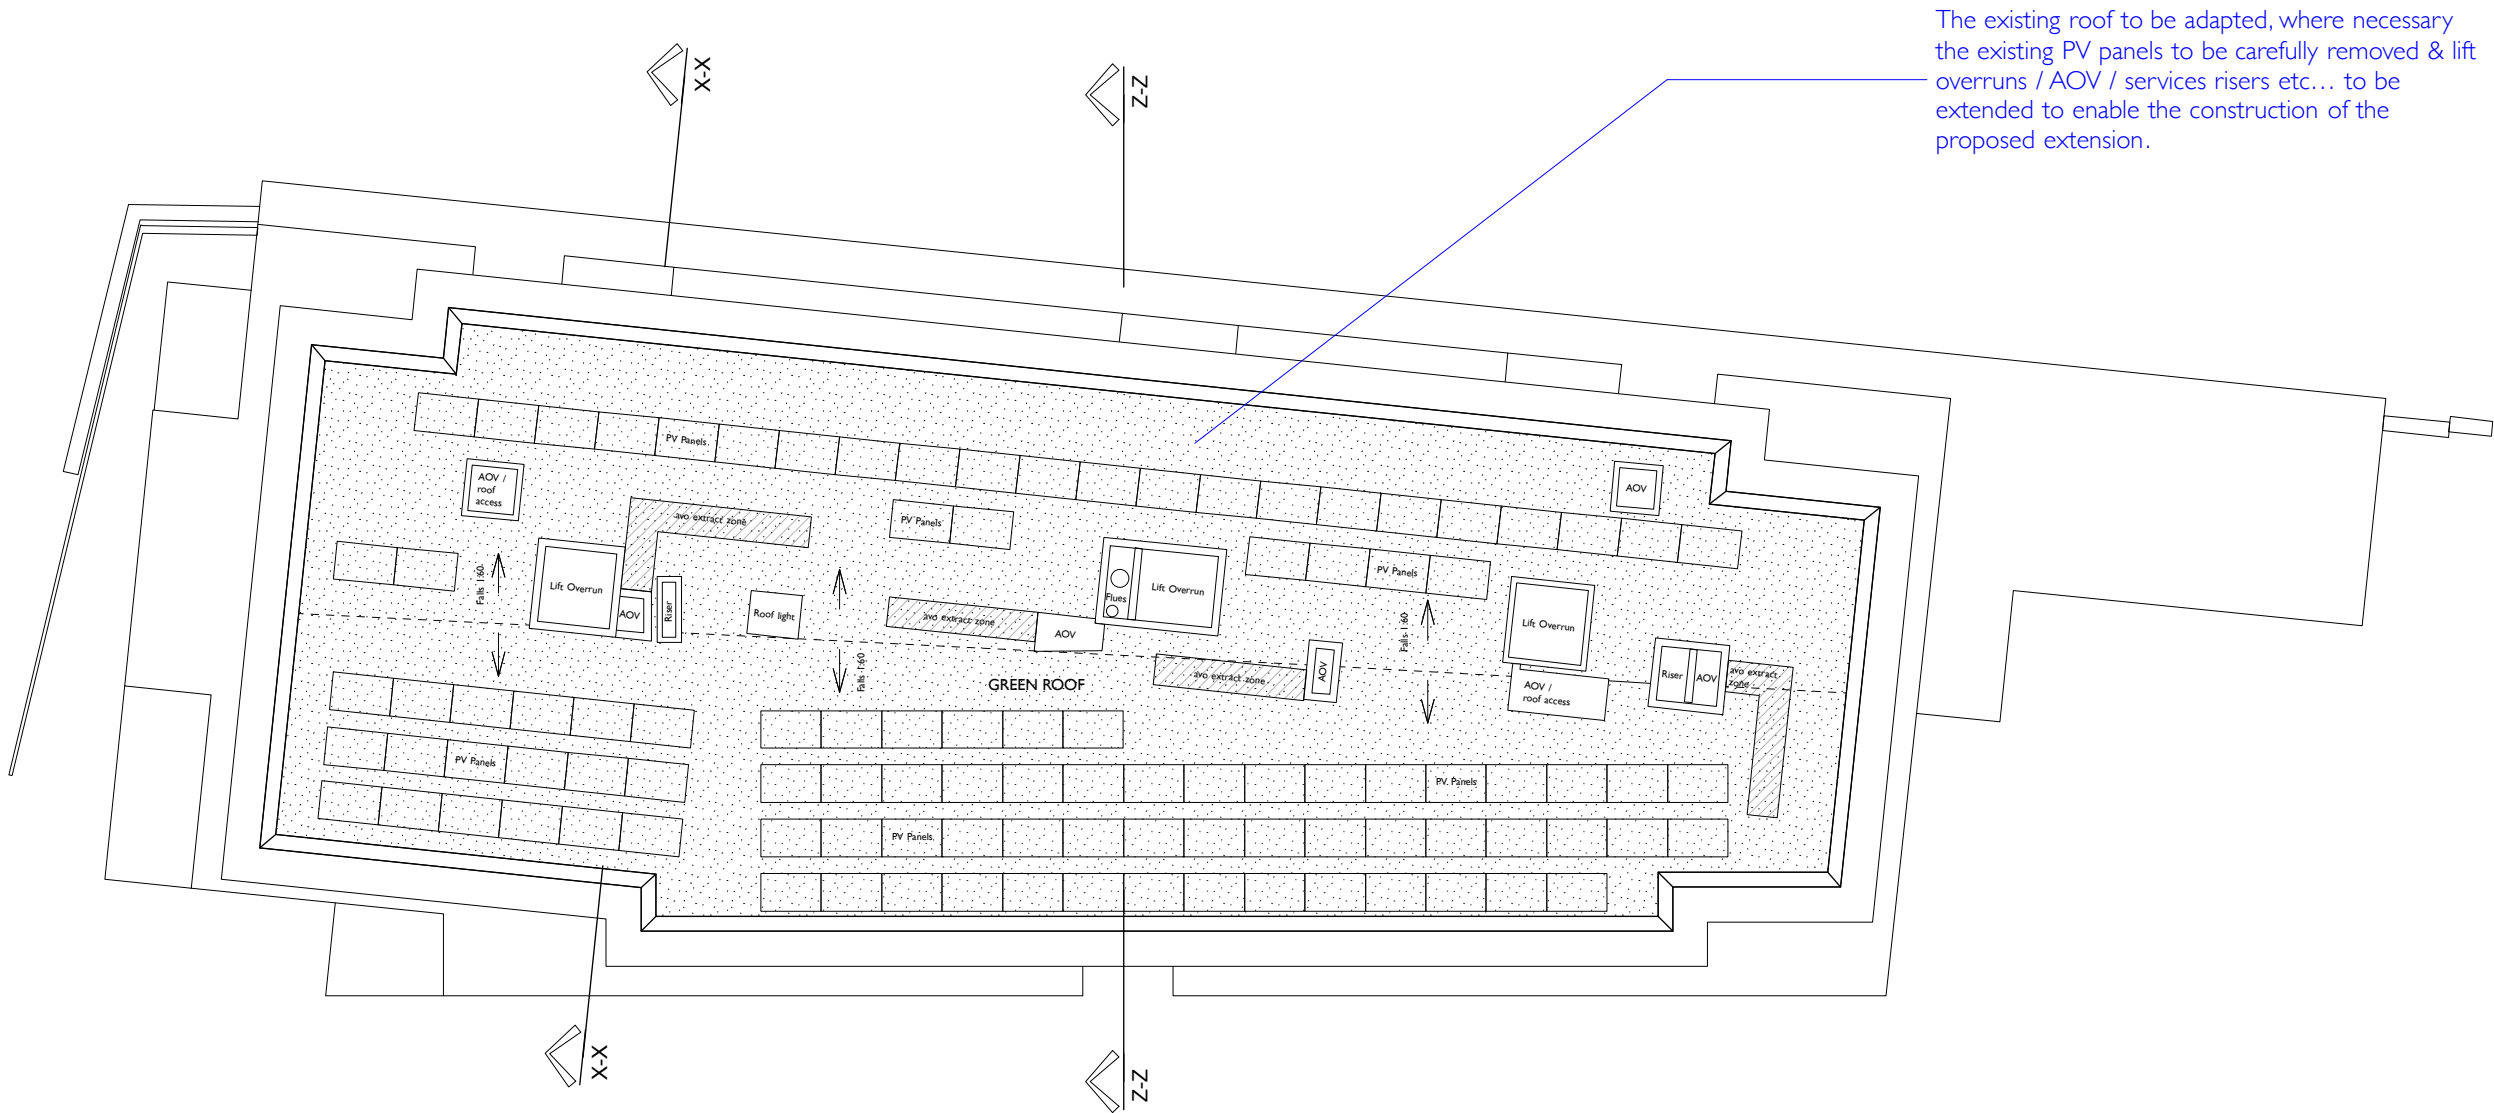 The existing roof to be adapted, where necessary
the existing PV panels to be carefully removed & lift
overruns / AOV / services risers etc... to be
extended to enable the construction of the
proposed extension.
X-X
Z-Z
PV Panels
AOV /
roof
access
avo extract zone
PV Panels
AOV
Falls 1:60
Lift Overrun
AOV
Riser
Roof light
avo extract zone
AOV
Flues
Lift Overrun
PV Panels
Falls 1:60
Lift Overrun
Falls 1:60
GREEN ROOF
avo extract zone
AOV
AOV /
roof access
Riser
AOV
avo extract
zone
PV Panels
PV Panels
PV Panels
X-X
Z-Z